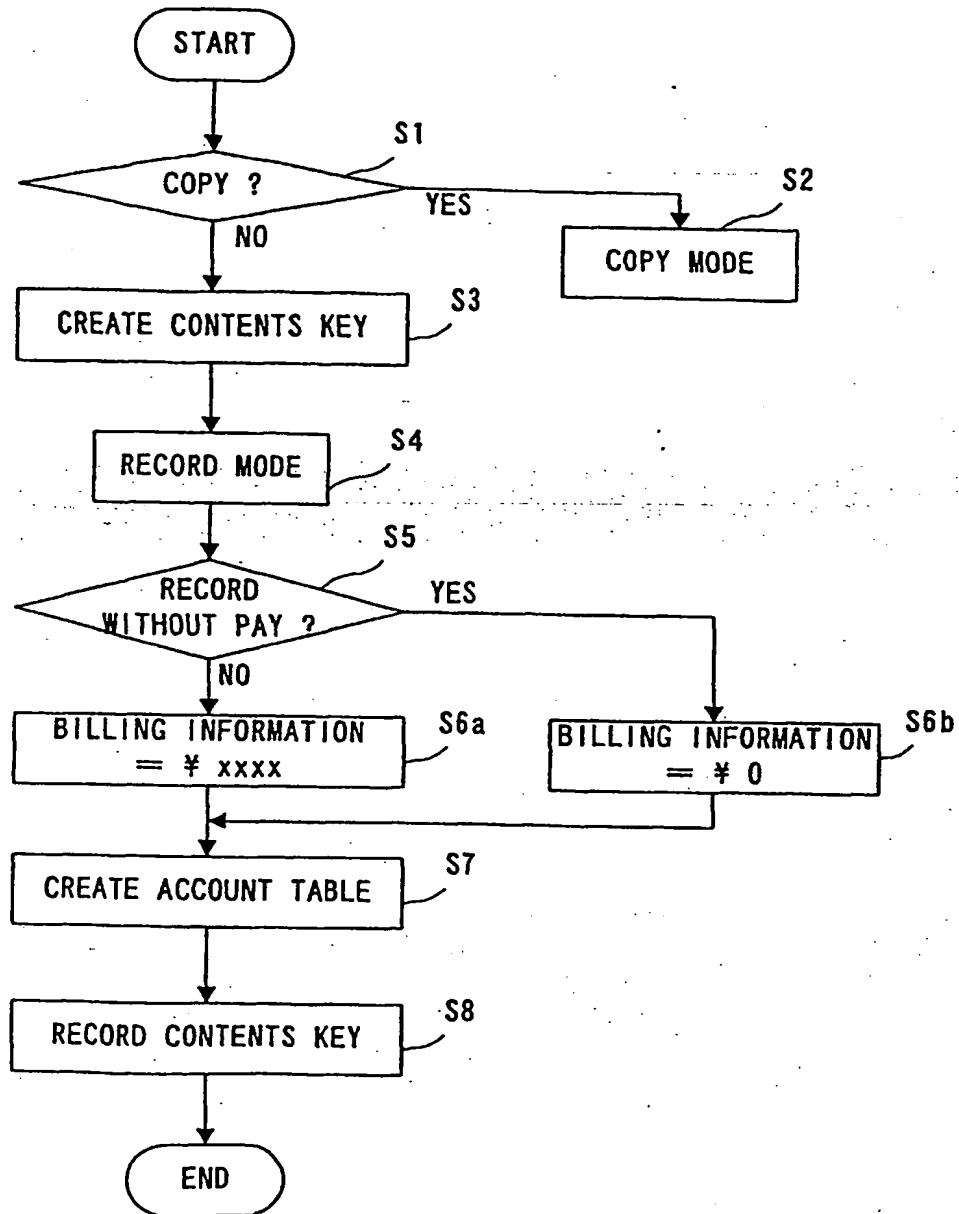 START
S1
COPY ?
YES
S2
NO
COPY MODE
S3
CREATE CONTENTS KEY
S4
RECORD MODE
S5
RECORD
WITHOUT PAY ?
YES
NO
S6a
BILLING INFORMATION
= ¥ xxxx
S6b
BILLING INFORMATION
= ¥ 0
S7
CREATE ACCOUNT TABLE
S8
RECORD CONTENTS KEY
END